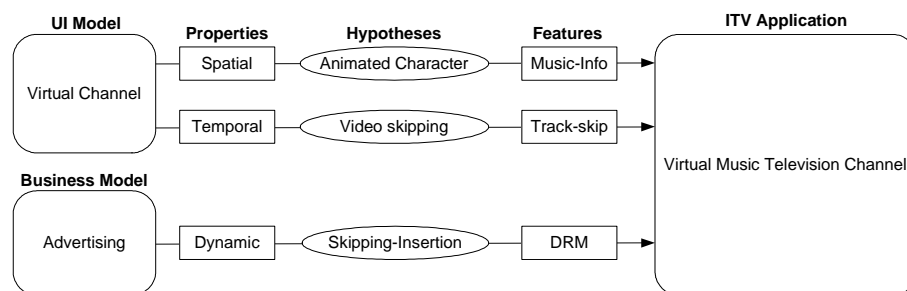 UI Model
Properties
Hypotheses
Features
ITV Application
Virtual Channel
Spatial
Animated Character
Music-Info
Temporal
Video skipping
Track-skip
Virtual Music Television Channel
Business Model
Advertising
Dynamic
Skipping-Insertion
DRM